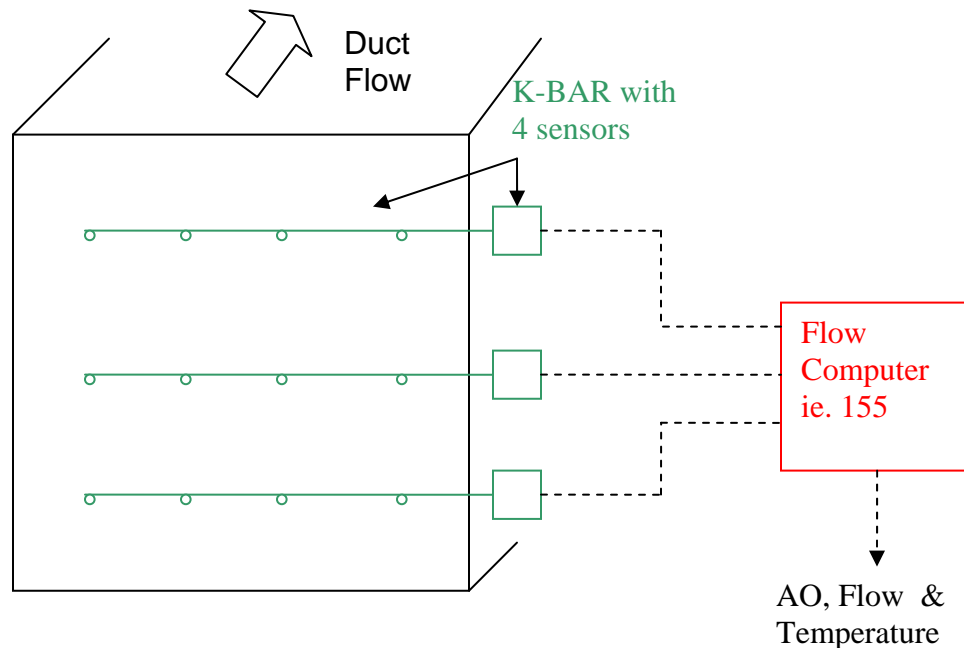 Duct
Flow
K-BAR with
4 sensors
Flow
Computer
ie. 155
AO, Flow &
Temperature